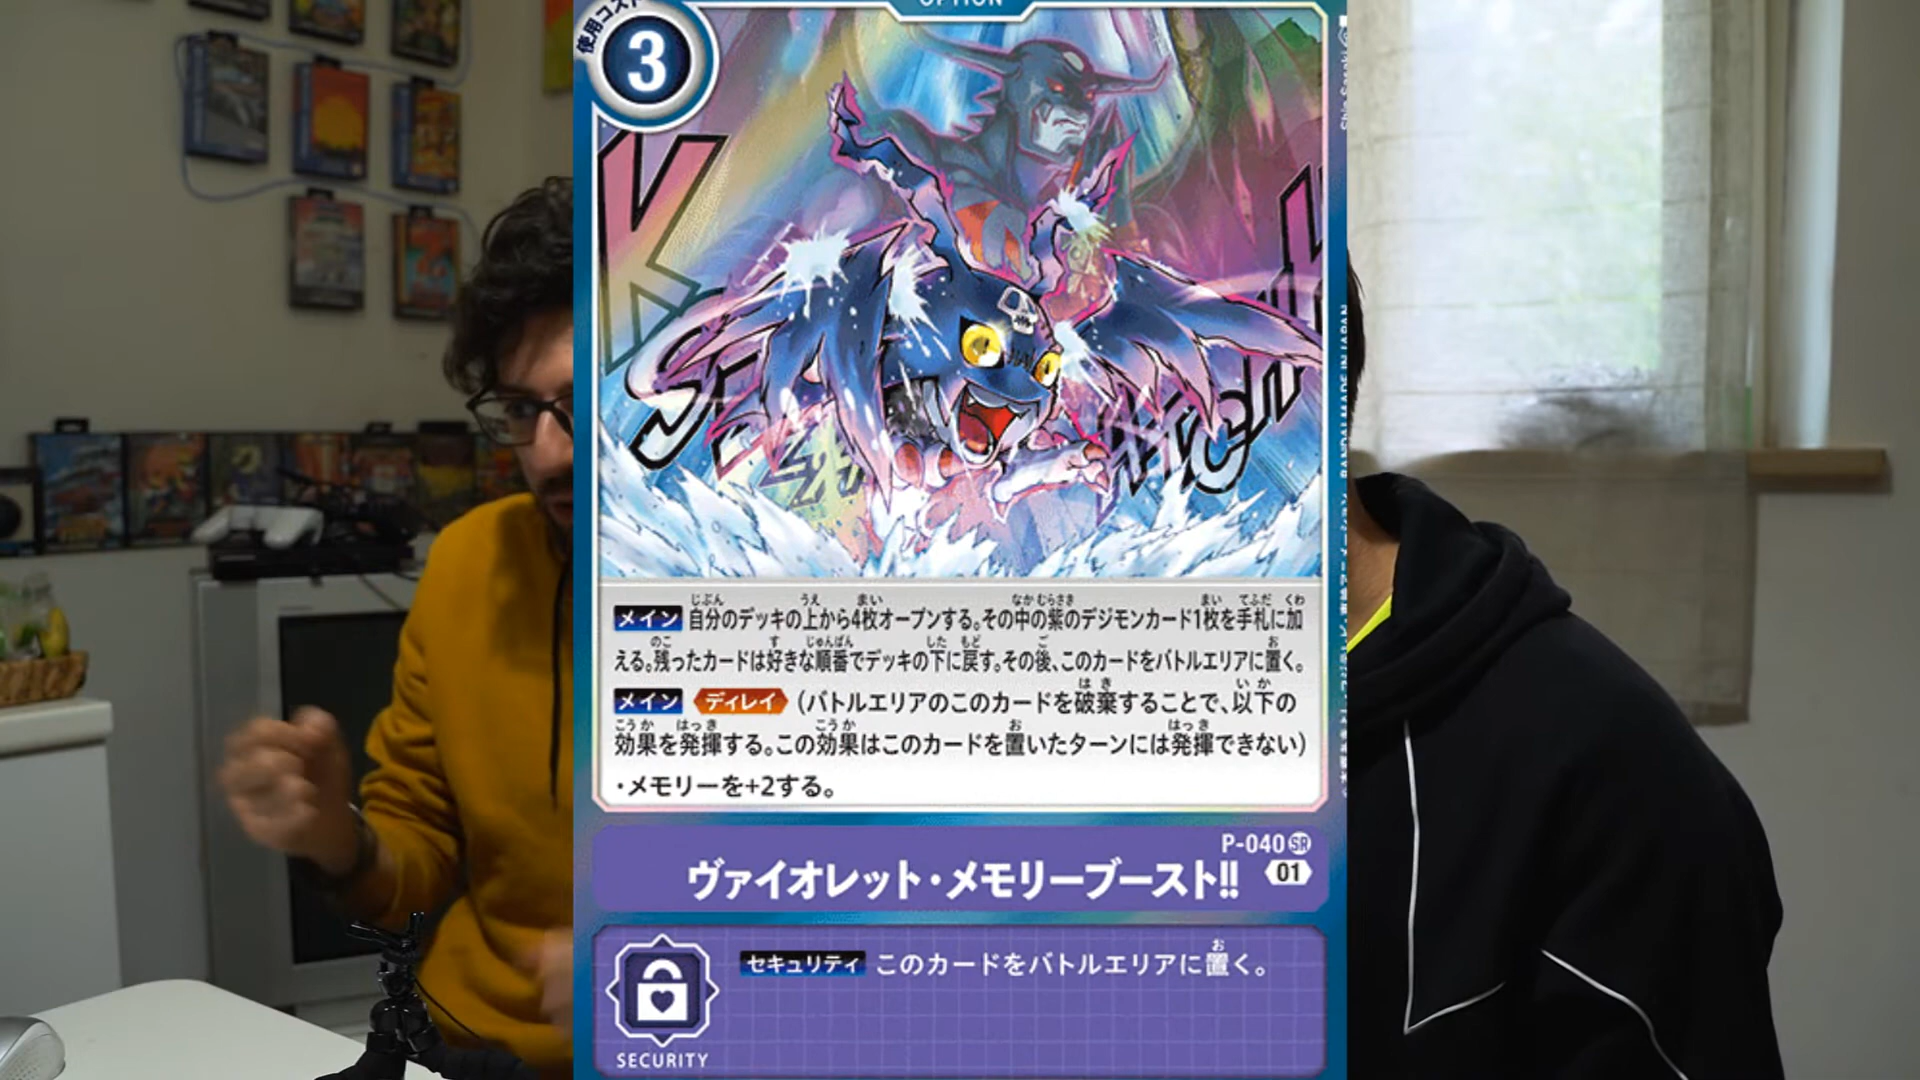 OPTION
使用コスト
3
メイン 自分のデッキの上から4枚オープンする。その中の紫のデジモンカード1枚を手札に加
える。残ったカードは好きな順番でデッキの下に戻す。その後、このカードをバトルエリアに置く。
メイン ディレイ (バトルエリアのこのカードを破棄することで、以下の
効果を発揮する。この効果はこのカードを置いたターンには発揮できない)
・メモリーを+2する。
P-040 SR
ヴァイオレット・メモリーブースト!! 01
セキュリティ このカードをバトルエリアに置く。
SECURITY